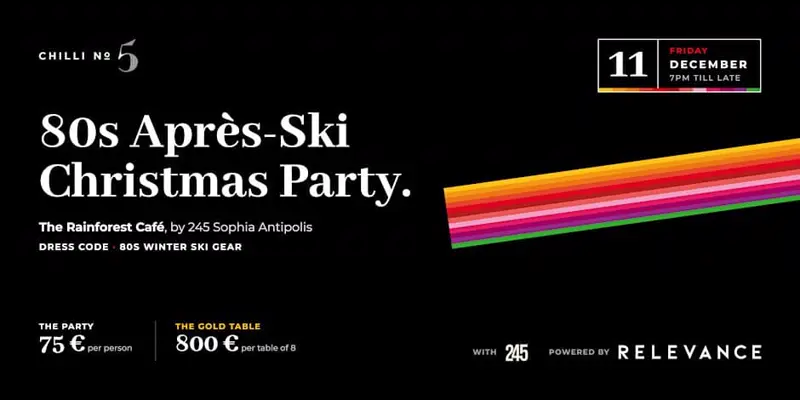 CHILLI Nº 5
11
FRIDAY
DECEMBER
7PM TILL LATE
80s Après-Ski
Christmas Party.
The Rainforest Café, by 245 Sophia Antipolis
DRESS CODE · 80S WINTER SKI GEAR
THE PARTY
75 € per person
THE GOLD TABLE
800 € per table of 8
WITH 245 POWERED BY RELEVANCE